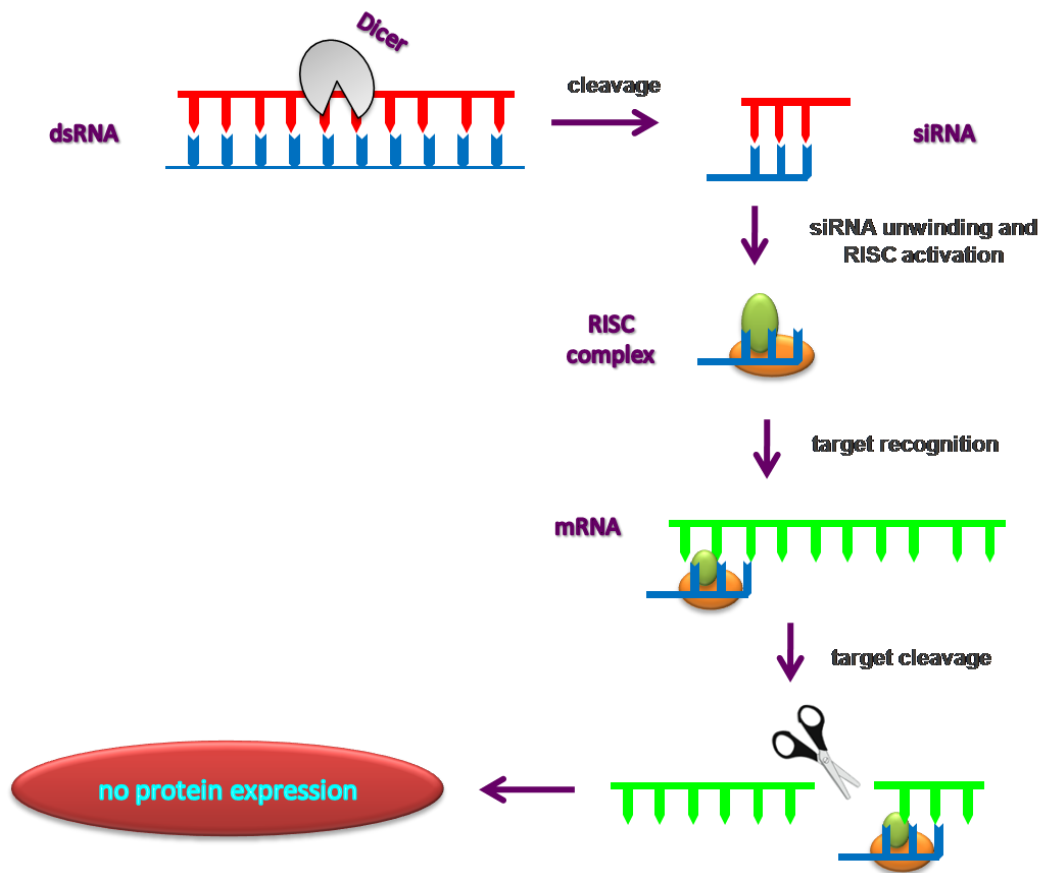 Dicer
cleavage
dsRNA
siRNA
siRNA unwinding and
RISC activation
RISC
complex
target recognition
mRNA
target cleavage
no protein expression